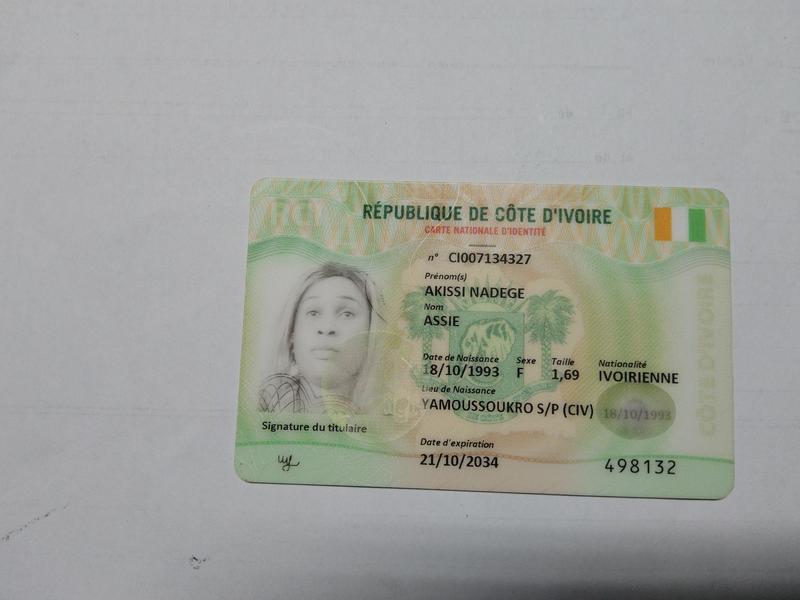 RÉPUBLIQUE DE CÔTE D'IVOIRE
CARTE NATIONALE D'IDENTITÉ
n° CI007134327
Prénom(s)
AKISSI NADEGE
Nom
ASSIE
Date de Naissance Sexe Taille Nationalité
18/10/1993 F 1,69 IVOIRIENNE
Lieu de Naissance
YAMOUSSOUKRO S/P (CIV) 18/10/1993
Signature du titulaire
Date d'expiration
21/10/2034
498132
CÔTE D'IVOIRE